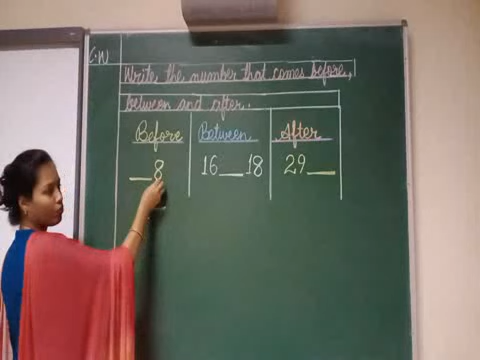 C.W
Write the number that comes before,
between and after.
Before Between After
__8 16__18 29__